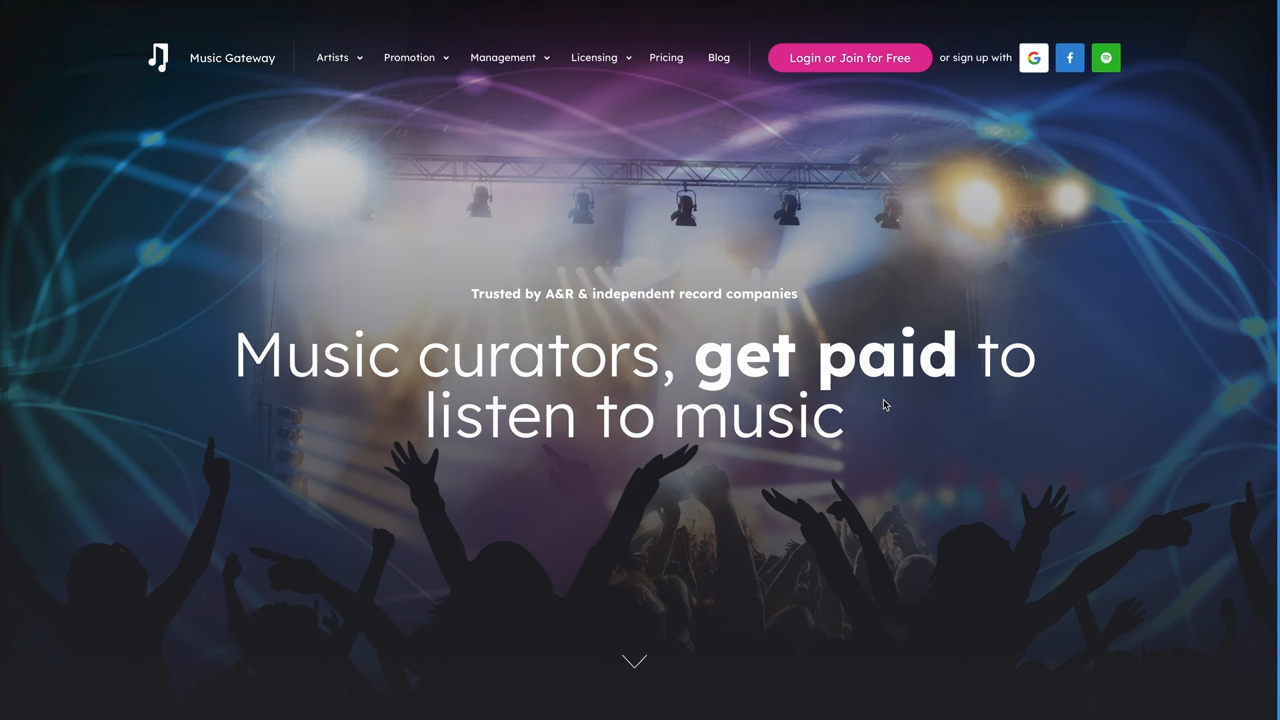 Music Gateway
Artists
Promotion
Management
Licensing
Pricing
Blog
Login or Join for Free
or sign up with
G
f
Trusted by A&R & independent record companies
Music curators, get paid to
listen to music